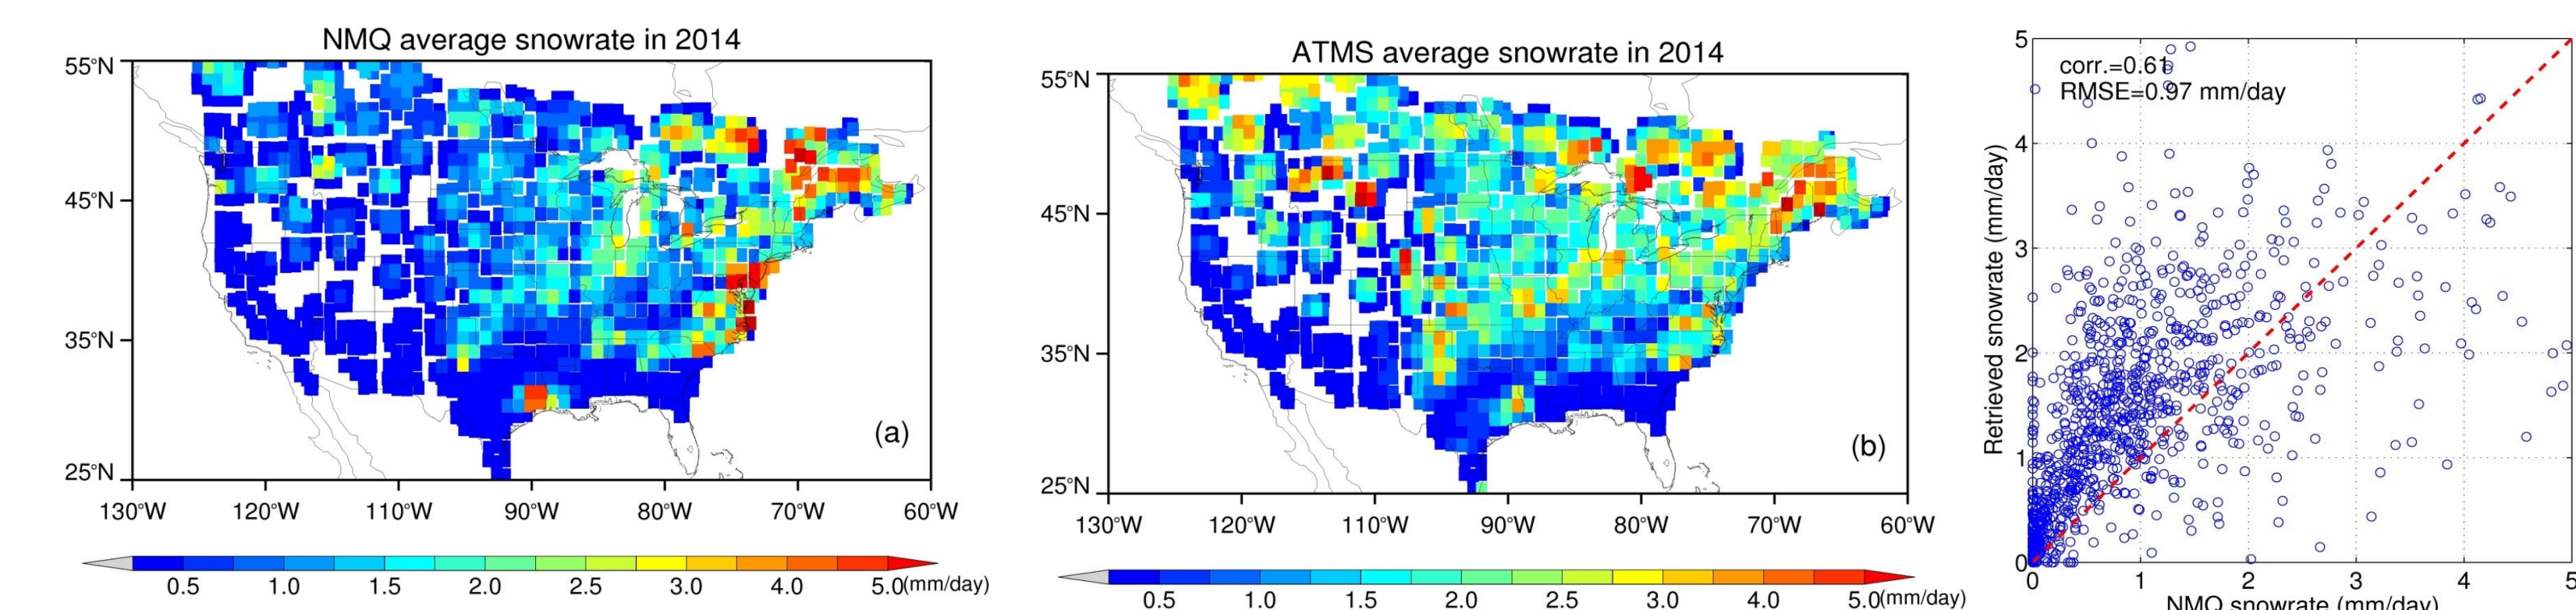 NMQ average snowrate in 2014
55°N
45°N
35°N
25°N
(a)
130°W 120°W 110°W 90°W 80°W 70°W 60°W
0.5 1.0 1.5 2.0 2.5 3.0 4.0 5.0(mm/day)
ATMS average snowrate in 2014
55°N
45°N
35°N
25°N
(b)
130°W 120°W 110°W 90°W 80°W 70°W 60°W
0.5 1.0 1.5 2.0 2.5 3.0 4.0 5.0(mm/day)
corr.=0.61
RMSE=0.97 mm/day
Retrieved snowrate (mm/day)
5
4
3
2
1
0
0 1 2 3 4 5
NMQ snowrate (mm/day)